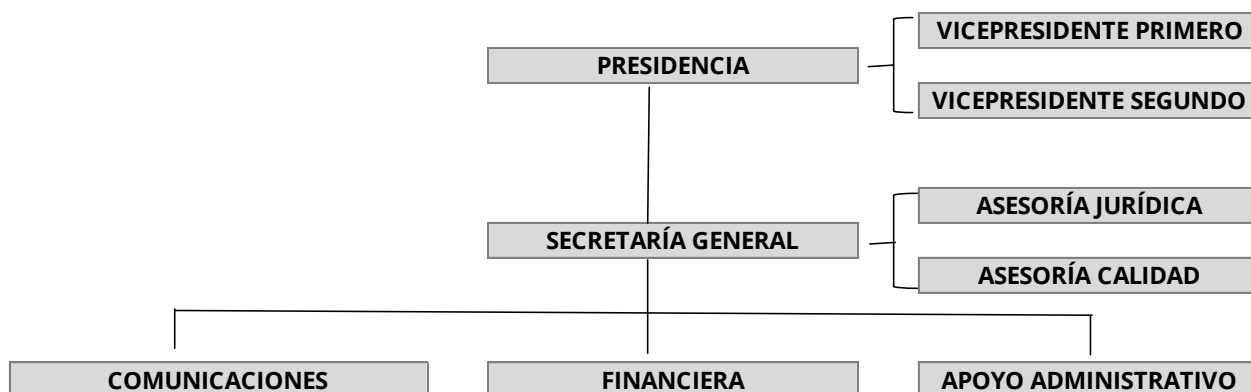 VICEPRESIDENTE PRIMERO
PRESIDENCIA
VICEPRESIDENTE SEGUNDO
ASESORÍA JURÍDICA
SECRETARÍA GENERAL
ASESORÍA CALIDAD
COMUNICACIONES
FINANCIERA
APOYO ADMINISTRATIVO